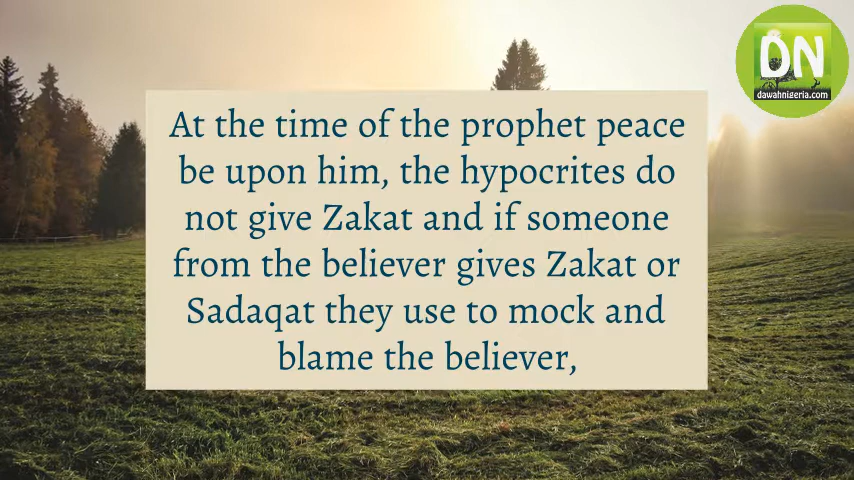 DN
dawahnigeria.com
At the time of the prophet peace
be upon him, the hypocrites do
not give Zakat and if someone
from the believer gives Zakat or
Sadaqat they use to mock and
blame the believer,